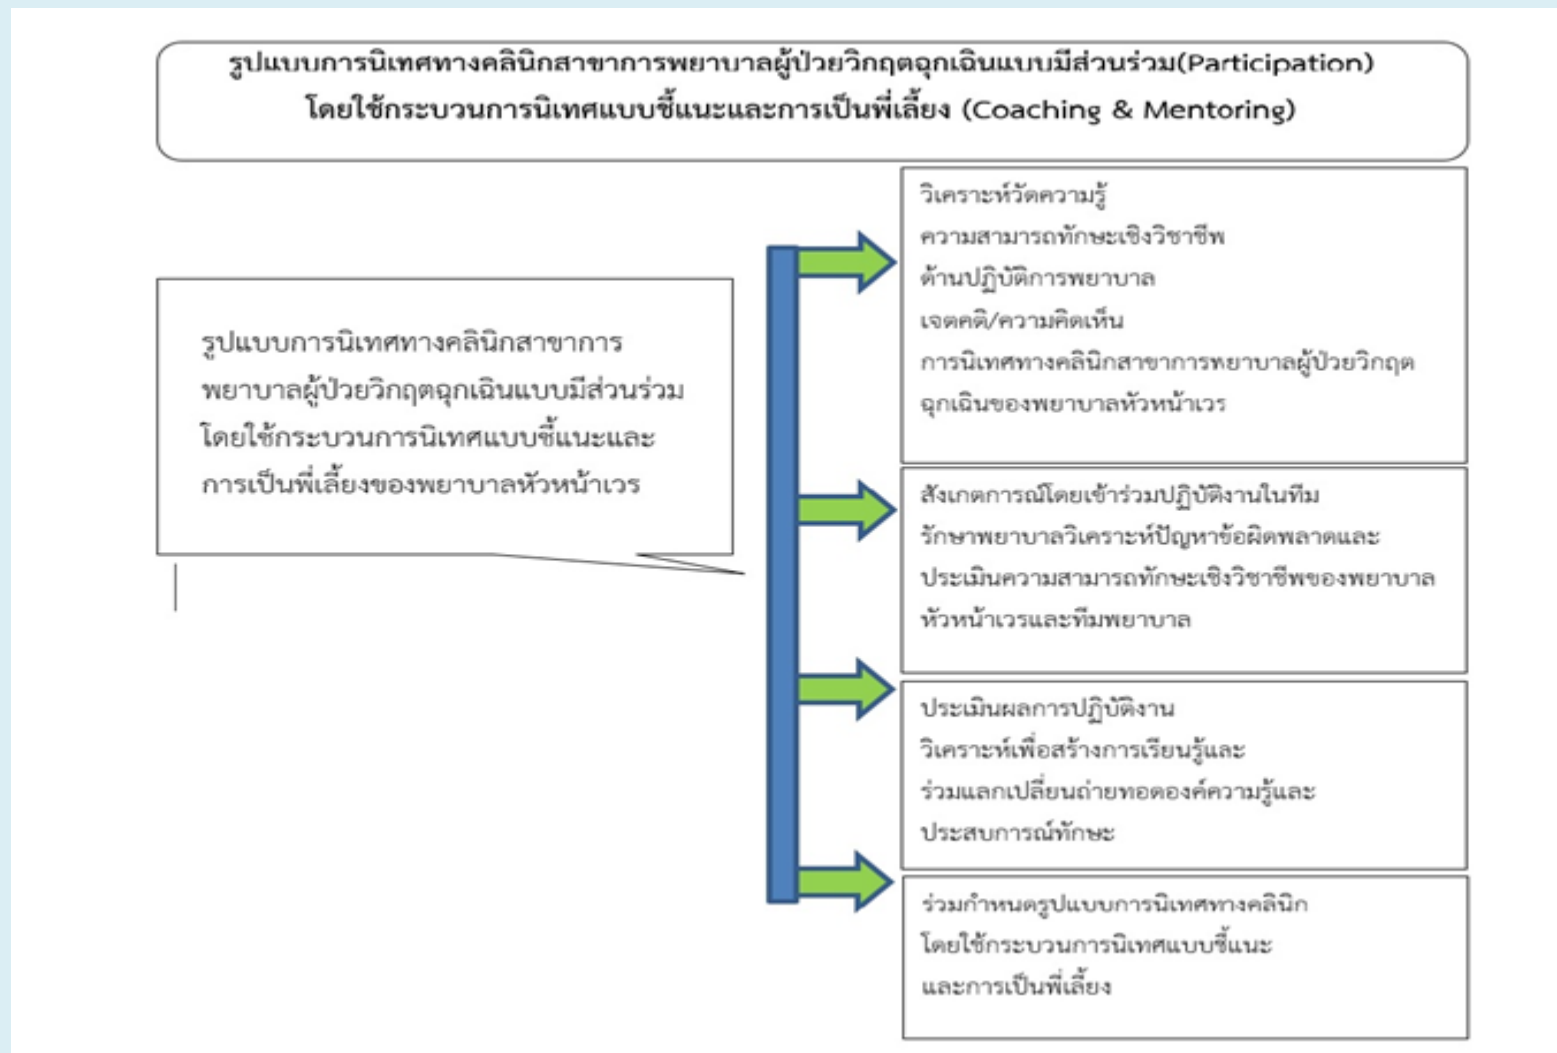 รูปแบบการนิเทศทางคลินิกสาขาการพยาบาลผู้ป่วยวิกฤตฉุกเฉินแบบมีส่วนร่วม(Participation)
โดยใช้กระบวนการนิเทศแบบชี้แนะและการเป็นพี่เลี้ยง (Coaching & Mentoring)
รูปแบบการนิเทศทางคลินิกสาขาการ
พยาบาลผู้ป่วยวิกฤตฉุกเฉินแบบมีส่วนร่วม
โดยใช้กระบวนการนิเทศแบบชี้แนะและ
การเป็นพี่เลี้ยงของพยาบาลหัวหน้าเวร
วิเคราะห์วัดความรู้
ความสามารถทักษะเชิงวิชาชีพ
ด้านปฏิบัติการพยาบาล
เจตคติ/ความคิดเห็น
การนิเทศทางคลินิกสาขาการพยาบาลผู้ป่วยวิกฤต
ฉุกเฉินของพยาบาลหัวหน้าเวร
สังเกตการณ์โดยเข้าร่วมปฏิบัติงานในทีม
รักษาพยาบาลวิเคราะห์ปัญหาข้อผิดพลาดและ
ประเมินความสามารถทักษะเชิงวิชาชีพของพยาบาล
หัวหน้าเวรและทีมพยาบาล
ประเมินผลการปฏิบัติงาน
วิเคราะห์เพื่อสร้างการเรียนรู้และ
ร่วมแลกเปลี่ยนถ่ายทอดองค์ความรู้และ
ประสบการณ์ทักษะ
ร่วมกำหนดรูปแบบการนิเทศทางคลินิก
โดยใช้กระบวนการนิเทศแบบชี้แนะ
และการเป็นพี่เลี้ยง